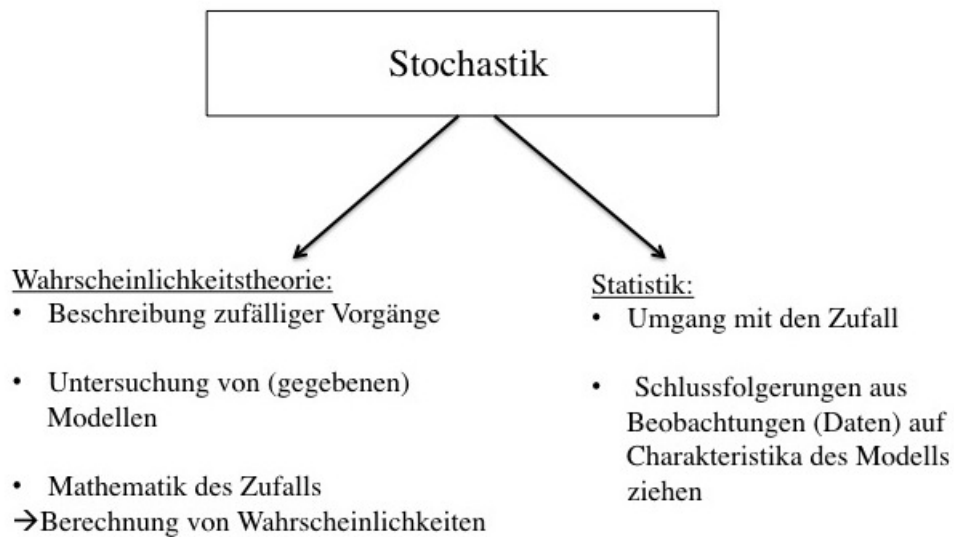 Stochastik
Wahrscheinlichkeitstheorie:
• Beschreibung zufälliger Vorgänge
• Untersuchung von (gegebenen)
Modellen
• Mathematik des Zufalls
→Berechnung von Wahrscheinlichkeiten
Statistik:
• Umgang mit den Zufall
• Schlussfolgerungen aus
Beobachtungen (Daten) auf
Charakteristika des Modells
ziehen